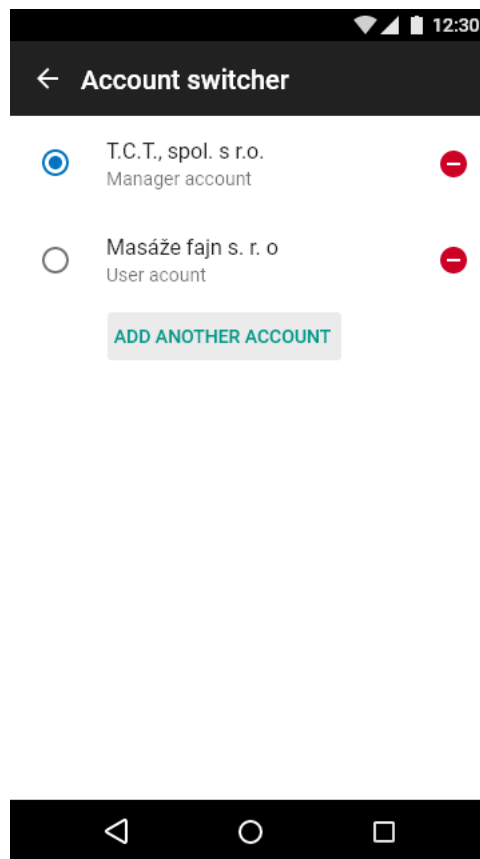 12:30
Account switcher
T.C.T., spol. s r.o.
Manager account
Masáže fajn s. r. o
User acount
ADD ANOTHER ACCOUNT